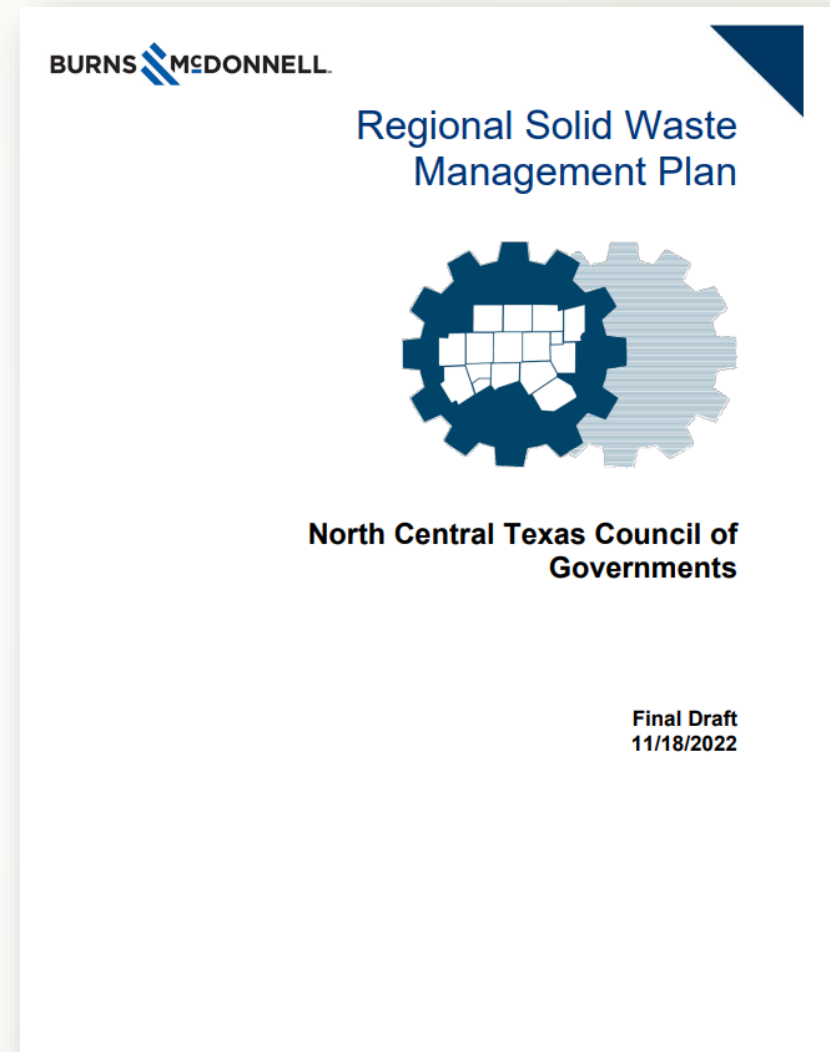 BURNS McDONNELL.
Regional Solid Waste
Management Plan
North Central Texas Council of
Governments
Final Draft
11/18/2022